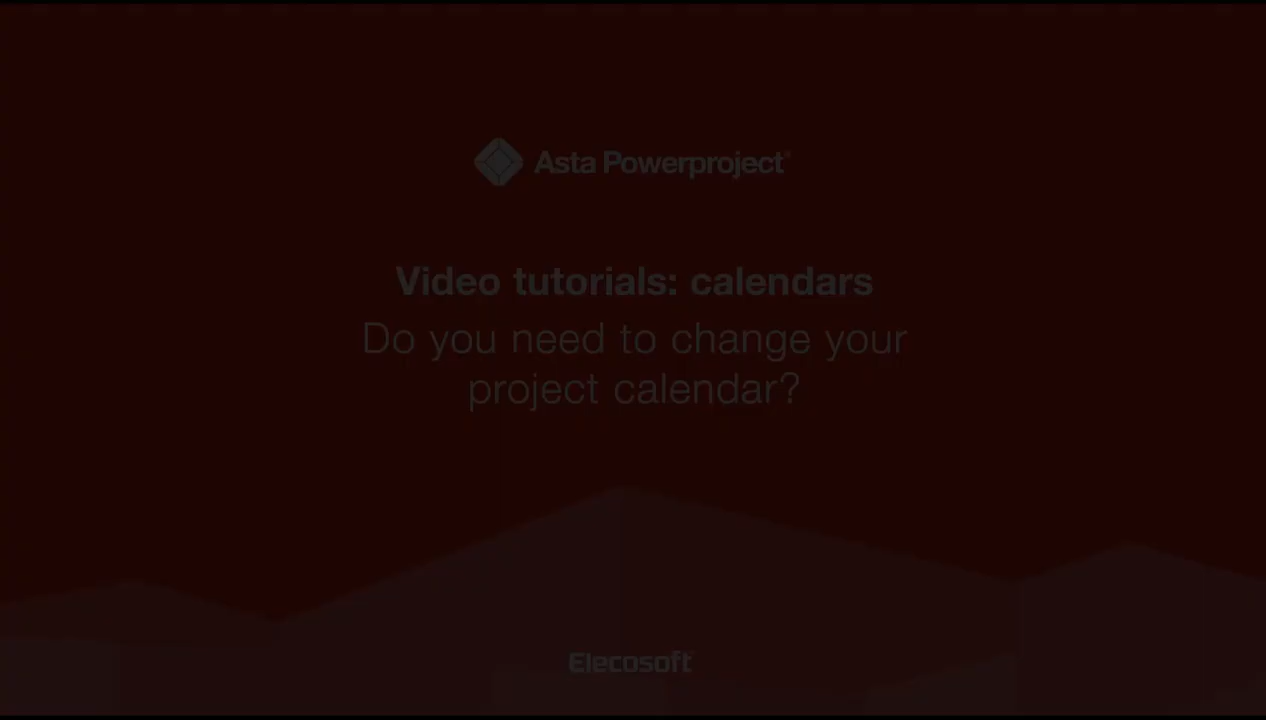 Asta Powerproject®
Video tutorials: calendars
Do you need to change your
project calendar?
Elecosoft